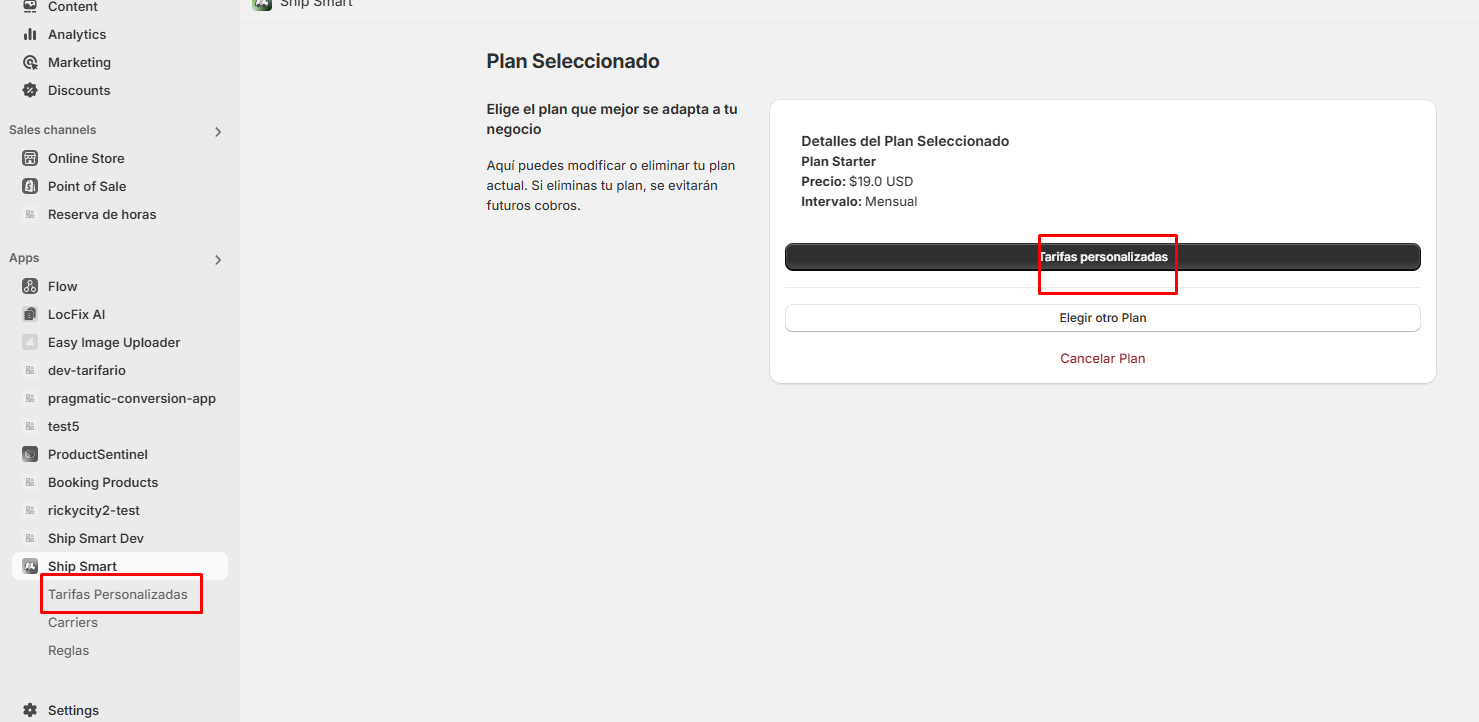 Content
Analytics
Marketing
Discounts
Sales channels
Online Store
Point of Sale
Reserva de horas
Apps
Flow
LocFix AI
Easy Image Uploader
dev-tarifario
pragmatic-conversion-app
test5
ProductSentinel
Booking Products
rickycity2-test
Ship Smart Dev
Ship Smart
Tarifas Personalizadas
Carriers
Reglas
Settings
Ship Smart
Plan Seleccionado
Elige el plan que mejor se adapta a tu
negocio
Aquí puedes modificar o eliminar tu plan
actual. Si eliminas tu plan, se evitarán
futuros cobros.
Detalles del Plan Seleccionado
Plan Starter
Precio: $19.0 USD
Intervalo: Mensual
Tarifas personalizadas
Elegir otro Plan
Cancelar Plan